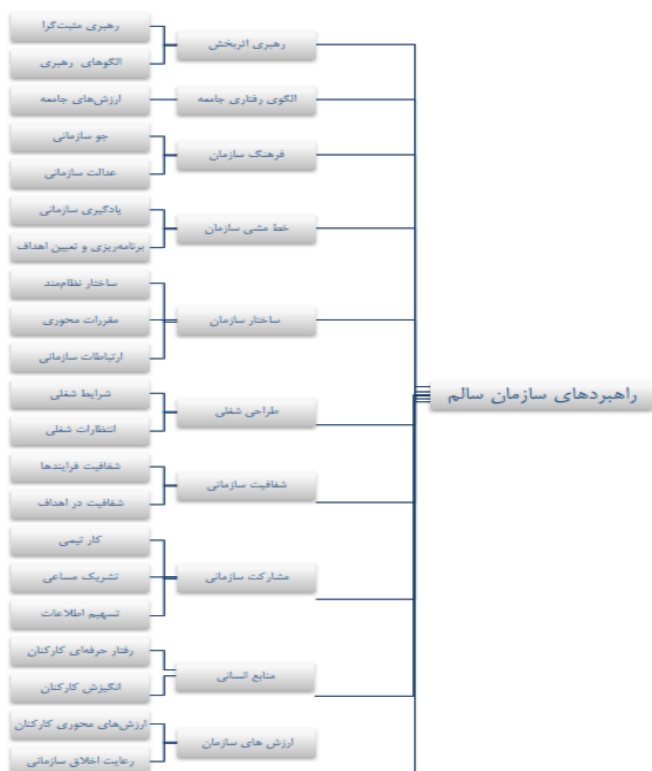 راهبردهای سازمان سالم
رهبری اثربخش
رهبری مثبت‌گرا
الگوهای رهبری
الگوی رفتاری جامعه
ارزش‌های جامعه
فرهنگ سازمان
جو سازمانی
عدالت سازمانی
خط مشی سازمان
یادگیری سازمانی
برنامه‌ریزی و تعیین اهداف
ساختار سازمان
ساختار نظام‌مند
مقررات محوری
ارتباطات سازمانی
طراحی شغلی
شرایط شغلی
انتظارات شغلی
شفافیت سازمانی
شفافیت فرایندها
شفافیت در اهداف
مشارکت سازمانی
کار تیمی
تشریک مساعی
تسهیم اطلاعات
منابع انسانی
رفتار حرفه‌ای کارکنان
انگیزش کارکنان
ارزش های سازمان
ارزش‌های محوری کارکنان
رعایت اخلاق سازمانی